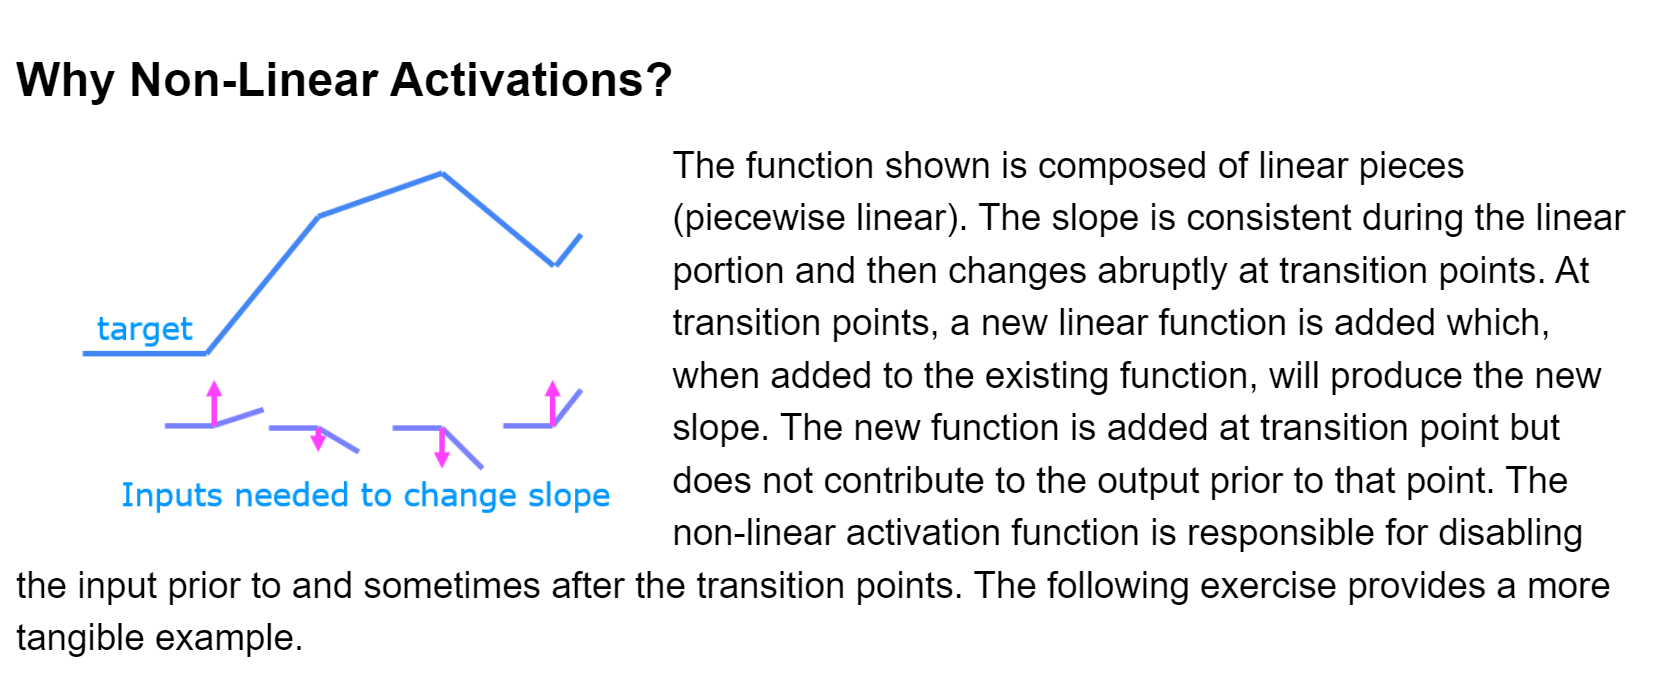 Why Non-Linear Activations?
target
Inputs needed to change slope
The function shown is composed of linear pieces
(piecewise linear). The slope is consistent during the linear
portion and then changes abruptly at transition points. At
transition points, a new linear function is added which,
when added to the existing function, will produce the new
slope. The new function is added at transition point but
does not contribute to the output prior to that point. The
non-linear activation function is responsible for disabling
the input prior to and sometimes after the transition points. The following exercise provides a more
tangible example.